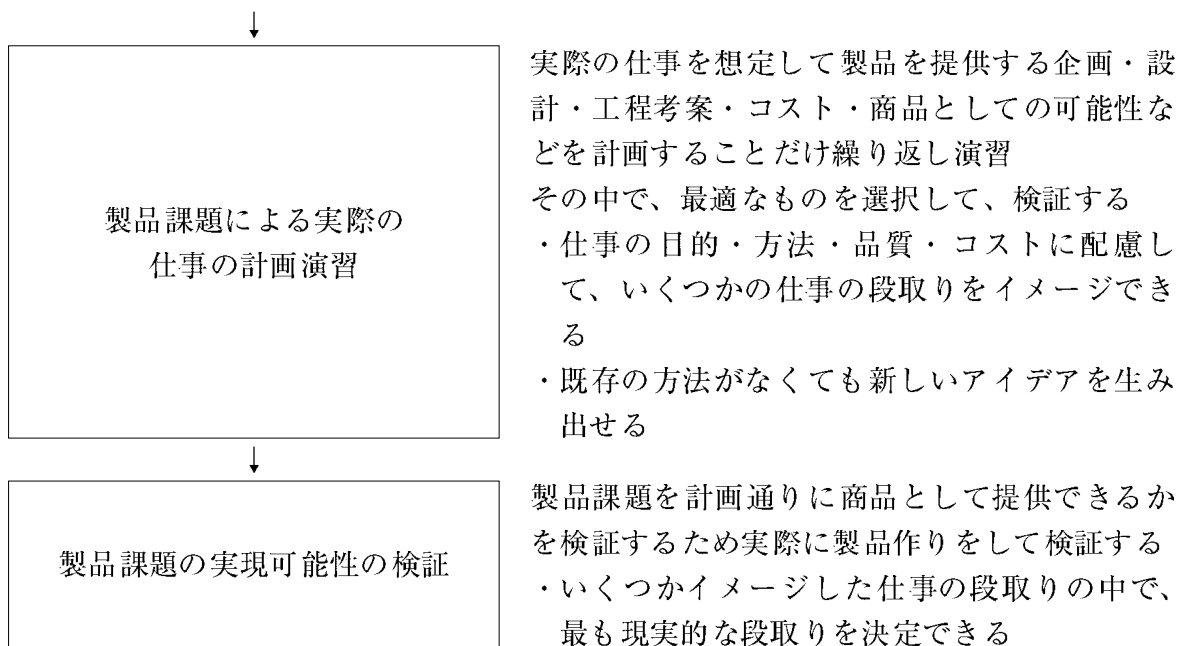 ↓
製品課題による実際の
仕事の計画演習
実際の仕事を想定して製品を提供する企画・設
計・工程考案・コスト・商品としての可能性な
どを計画することだけ繰り返し演習
その中で、最適なものを選択して、検証する
・仕事の目的・方法・品質・コストに配慮し
て、いくつかの仕事の段取りをイメージでき
る
・既存の方法がなくても新しいアイデアを生み
出せる
↓
製品課題の実現可能性の検証
製品課題を計画通りに商品として提供できるか
を検証するため実際に製品作りをして検証する
・いくつかイメージした仕事の段取りの中で、
最も現実的な段取りを決定できる